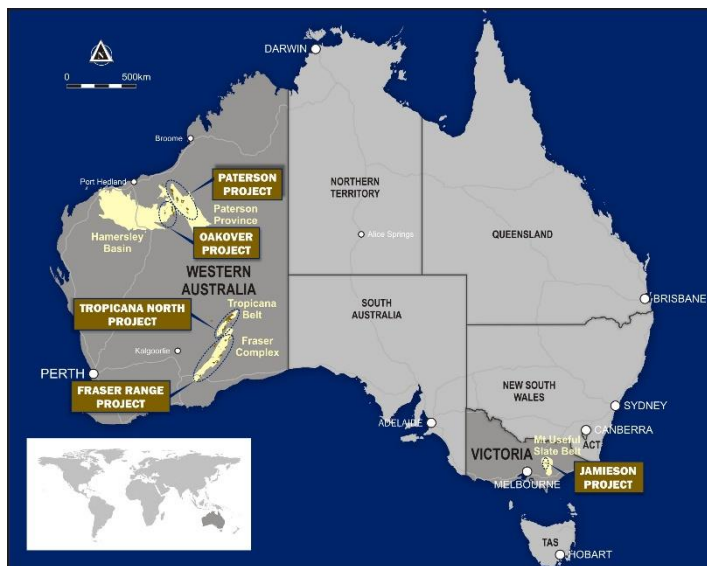 DARWIN
0 500km
Broome
Port Hedland
PATERSON
PROJECT
NORTHERN
TERRITORY
Paterson
Province
Hamersley
Basin
OAKOVER
PROJECT
Alice Springs
QUEENSLAND
WESTERN
AUSTRALIA
Tropicana
Belt
TROPICANA NORTH
PROJECT
SOUTH
AUSTRALIA
BRISBANE
Fraser
Complex
Kalgoorlie
PERTH
FRASER RANGE
PROJECT
NEW SOUTH
WALES
SYDNEY
ADELAIDE
CANBERRA
ACT
VICTORIA
Mt Useful
Slate Belt
MELBOURNE
JAMIESON
PROJECT
TAS
HOBART